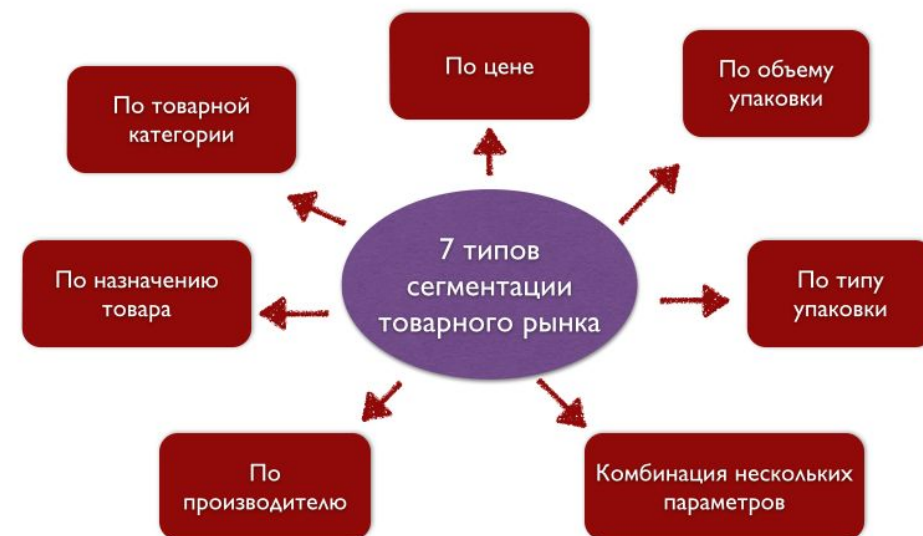 По цене
По объему
упаковки
По товарной
категории
7 типов
сегментации
товарного рынка
По назначению
товара
По типу
упаковки
По
производителю
Комбинация нескольких
параметров